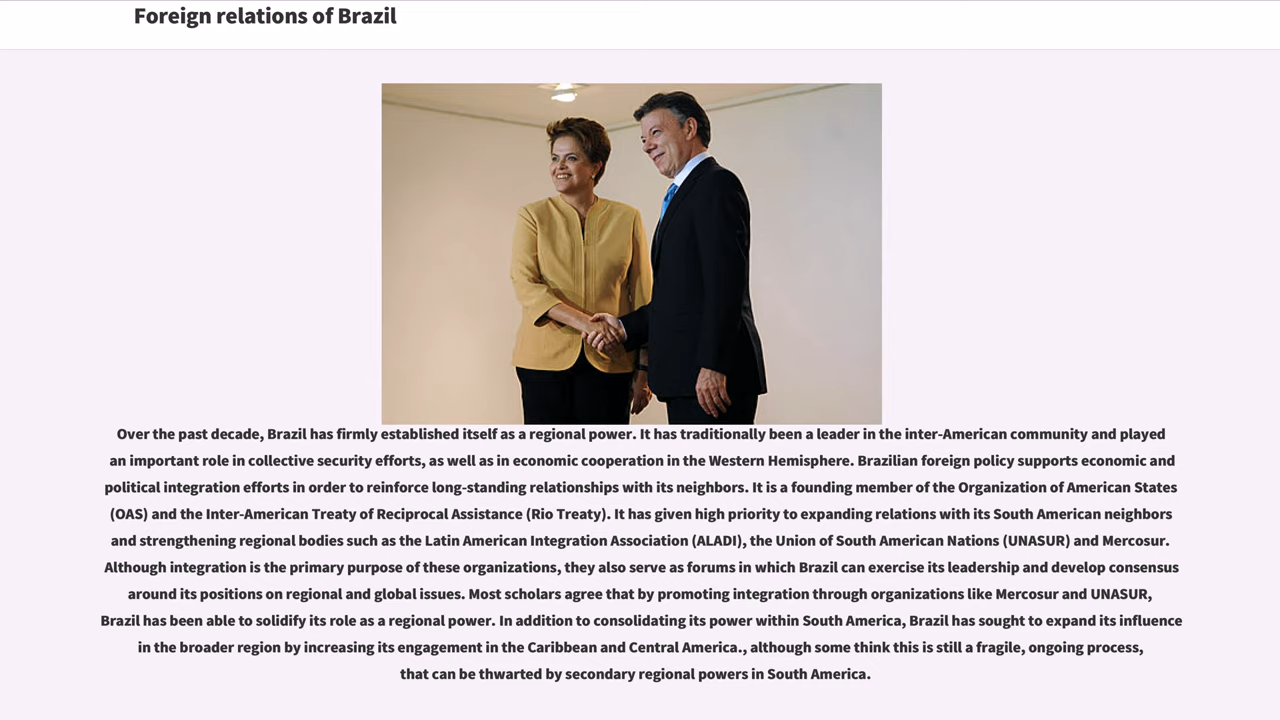 Foreign relations of Brazil
Over the past decade, Brazil has firmly established itself as a regional power. It has traditionally been a leader in the inter-American community and played
an important role in collective security efforts, as well as in economic cooperation in the Western Hemisphere. Brazilian foreign policy supports economic and
political integration efforts in order to reinforce long-standing relationships with its neighbors. It is a founding member of the Organization of American States
(OAS) and the Inter-American Treaty of Reciprocal Assistance (Rio Treaty). It has given high priority to expanding relations with its South American neighbors
and strengthening regional bodies such as the Latin American Integration Association (ALADI), the Union of South American Nations (UNASUR) and Mercosur.
Although integration is the primary purpose of these organizations, they also serve as forums in which Brazil can exercise its leadership and develop consensus
around its positions on regional and global issues. Most scholars agree that by promoting integration through organizations like Mercosur and UNASUR,
Brazil has been able to solidify its role as a regional power. In addition to consolidating its power within South America, Brazil has sought to expand its influence
in the broader region by increasing its engagement in the Caribbean and Central America., although some think this is still a fragile, ongoing process,
that can be thwarted by secondary regional powers in South America.